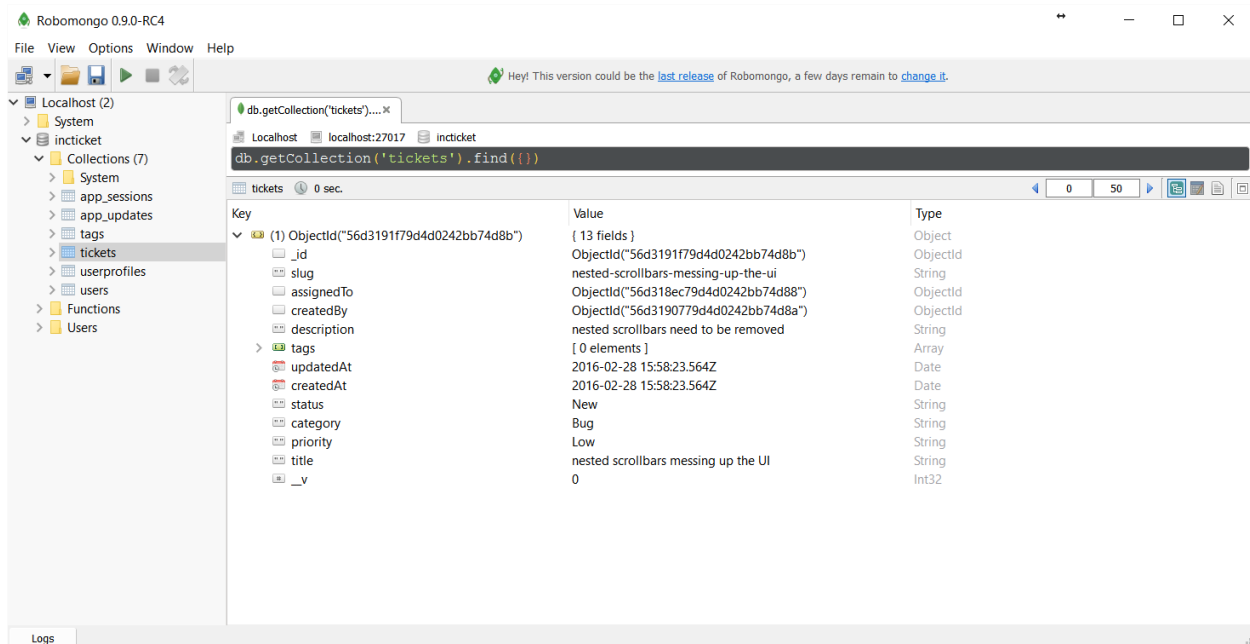 Robomongo 0.9.0-RC4
File View Options Window Help
Hey! This version could be the last release of Robomongo, a few days remain to change it.
Localhost (2)
System
incticket
Collections (7)
System
app_sessions
app_updates
tags
tickets
userprofiles
users
Functions
Users
db.getCollection('tickets')....
Localhost localhost:27017 incticket
db.getCollection('tickets').find({})
tickets 0 sec. 0 50
Key Value Type
(1) ObjectId("56d3191f79d4d0242bb74d8b") { 13 fields } Object
_id ObjectId("56d3191f79d4d0242bb74d8b") ObjectId
slug nested-scrollbars-messing-up-the-ui String
assignedTo ObjectId("56d318ec79d4d0242bb74d88") ObjectId
createdBy ObjectId("56d3190779d4d0242bb74d8a") ObjectId
description nested scrollbars need to be removed String
tags [ 0 elements ] Array
updatedAt 2016-02-28 15:58:23.564Z Date
createdAt 2016-02-28 15:58:23.564Z Date
status New String
category Bug String
priority Low String
title nested scrollbars messing up the UI String
__v 0 Int32
Logs